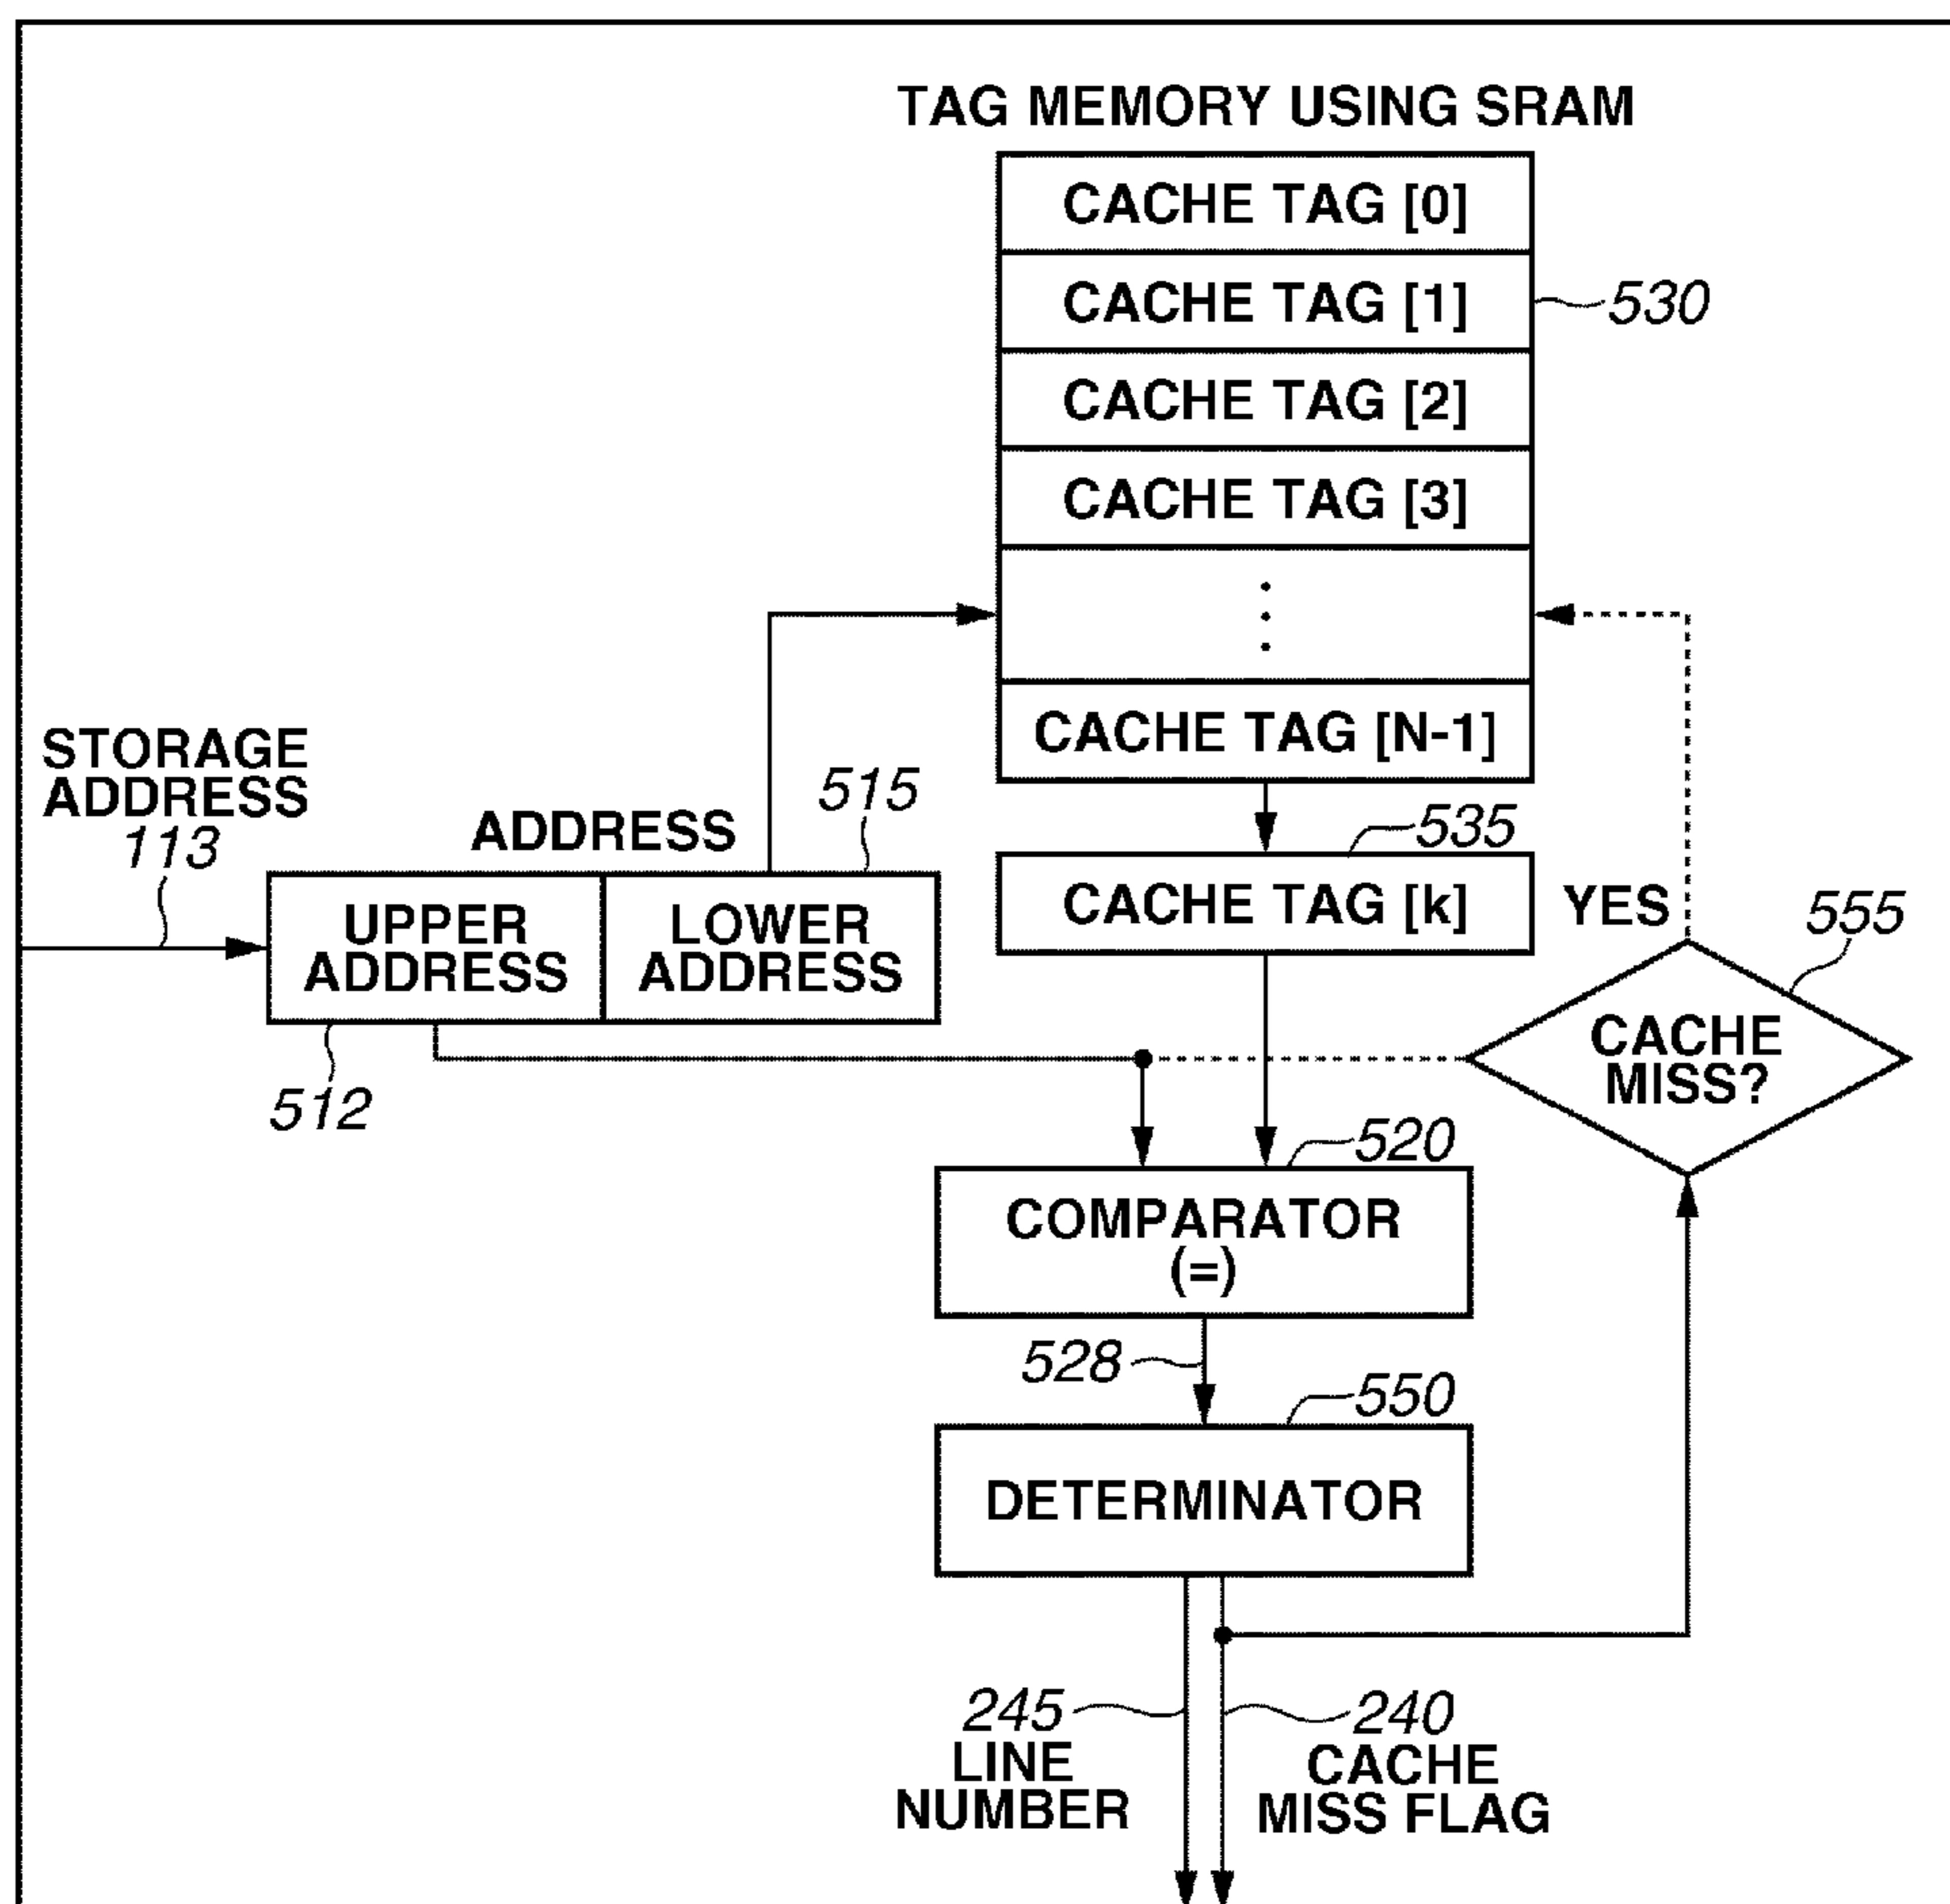 TAG MEMORY USING SRAM
CACHE TAG [0]
CACHE TAG [1]
530
CACHE TAG [2]
CACHE TAG [3]
CACHE TAG [N-1]
STORAGE
ADDRESS
113
ADDRESS
515
535
UPPER
ADDRESS
LOWER
ADDRESS
CACHE TAG [k]
YES
555
512
CACHE
MISS?
520
COMPARATOR
(=)
528
550
DETERMINATOR
245
LINE
NUMBER
240
CACHE
MISS FLAG